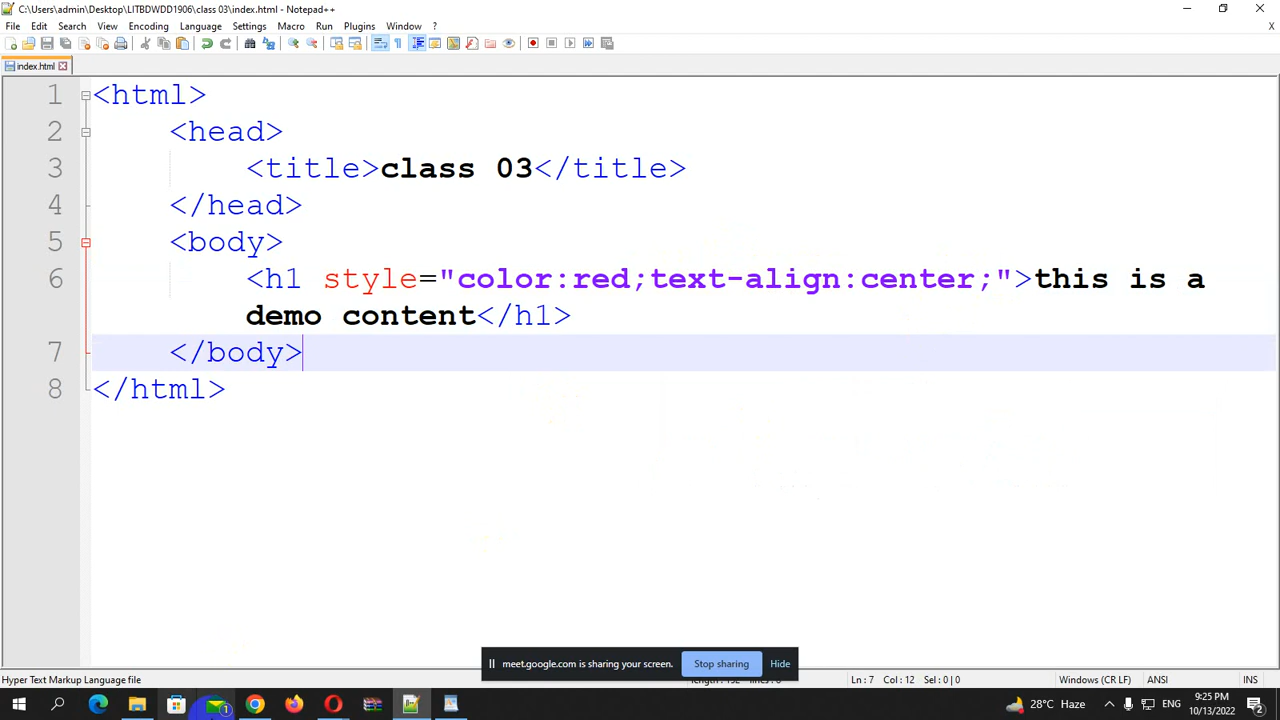 C:\Users\admin\Desktop\LITBDWDD1906\class 03\index.html - Notepad++
File Edit Search View Encoding Language Settings Tools Macro Run Plugins Window ?
X
index.html
1 <html>
2 <head>
3 <title>class 03</title>
4 </head>
5 <body>
6 <h1 style="color:red;text-align:center;">this is a
demo content</h1>
7 </body>
8 </html>
meet.google.com is sharing your screen. Stop sharing Hide
Hyper Text Markup Language file Ln : 7 Col : 12 Sel : 0 | 0 Windows (CR LF) ANSI INS
1 28°C Haze ENG 9:25 PM
10/13/2022 2